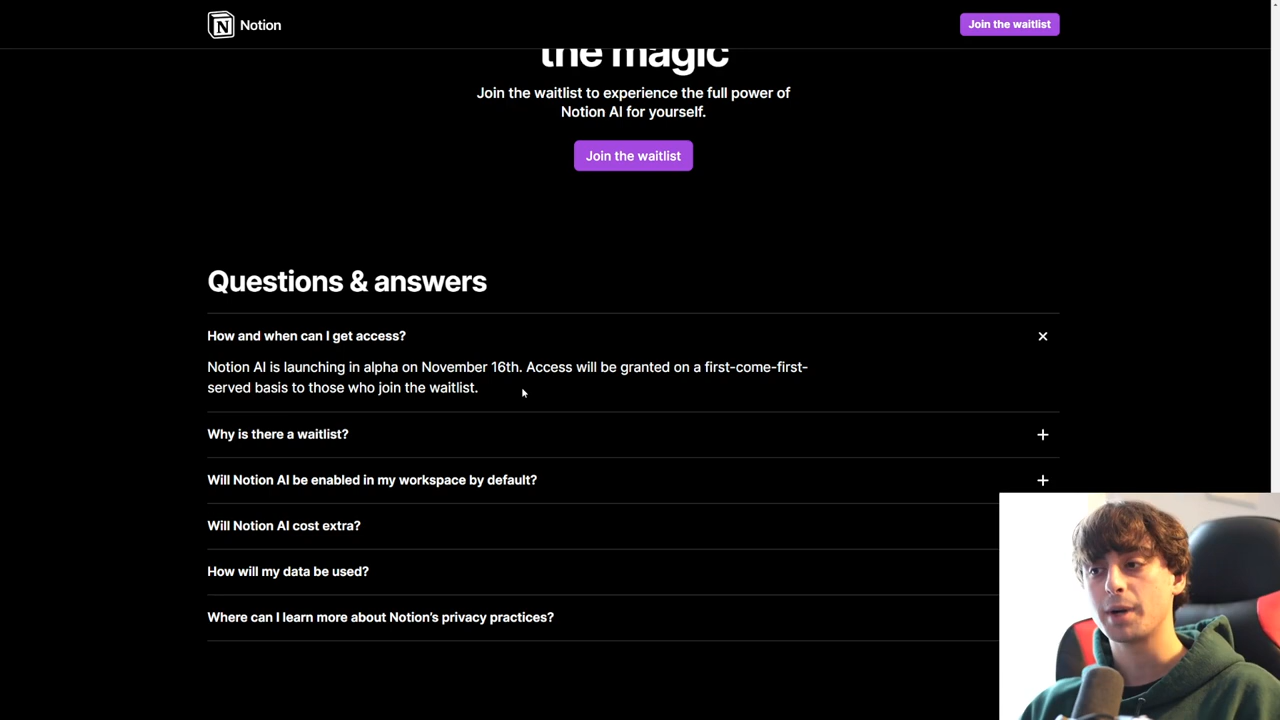 Notion
Join the waitlist
the magic
Join the waitlist to experience the full power of
Notion AI for yourself.
Join the waitlist
Questions & answers
How and when can I get access?
Notion AI is launching in alpha on November 16th. Access will be granted on a first-come-first-
served basis to those who join the waitlist.
Why is there a waitlist?
Will Notion AI be enabled in my workspace by default?
Will Notion AI cost extra?
How will my data be used?
Where can I learn more about Notion’s privacy practices?